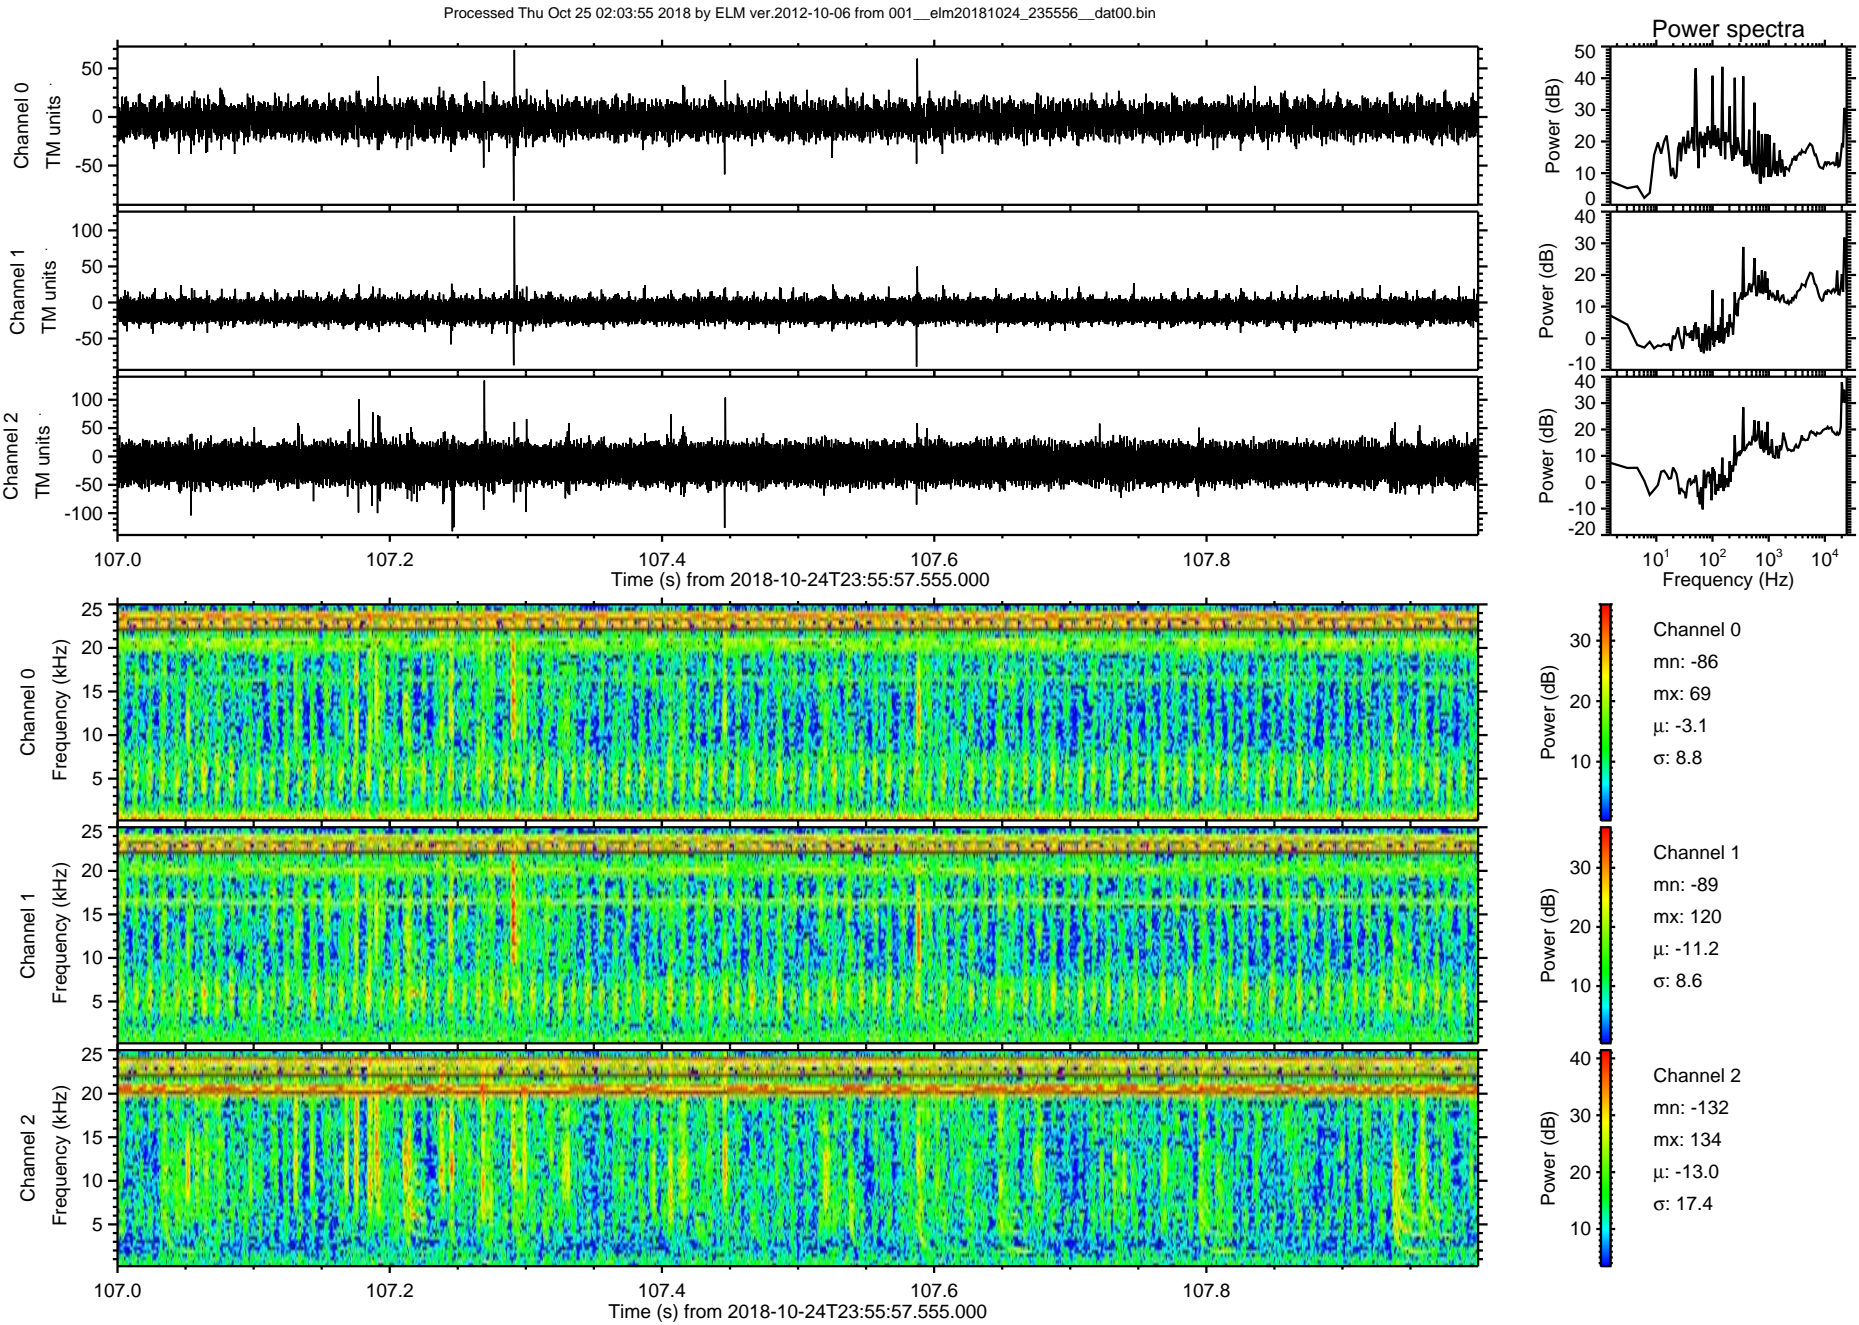 Processed Thu Oct 25 02:03:55 2018 by ELM ver.2012-10-06 from 001__elm20181024_235556__dat00.bin
Power spectra
Channel 0
TM units
50
0
-50
Power (dB)
50
40
30
20
10
0
Channel 1
TM units
100
50
0
-50
Power (dB)
40
30
20
10
0
-10
Channel 2
TM units
100
50
0
-50
-100
Power (dB)
40
30
20
10
0
-10
-20
107.0
107.2
107.4
107.6
107.8
Time (s) from 2018-10-24T23:55:57.555.000
10^1
10^2
10^3
10^4
Frequency (Hz)
Channel 0
Frequency (kHz)
25
20
15
10
5
Power (dB)
30
20
10
Channel 0
mn: -86
mx: 69
μ: -3.1
σ: 8.8
Channel 1
Frequency (kHz)
25
20
15
10
5
Power (dB)
30
20
10
Channel 1
mn: -89
mx: 120
μ: -11.2
σ: 8.6
Channel 2
Frequency (kHz)
25
20
15
10
5
Power (dB)
40
30
20
10
Channel 2
mn: -132
mx: 134
μ: -13.0
σ: 17.4
107.0
107.2
107.4
107.6
107.8
Time (s) from 2018-10-24T23:55:57.555.000